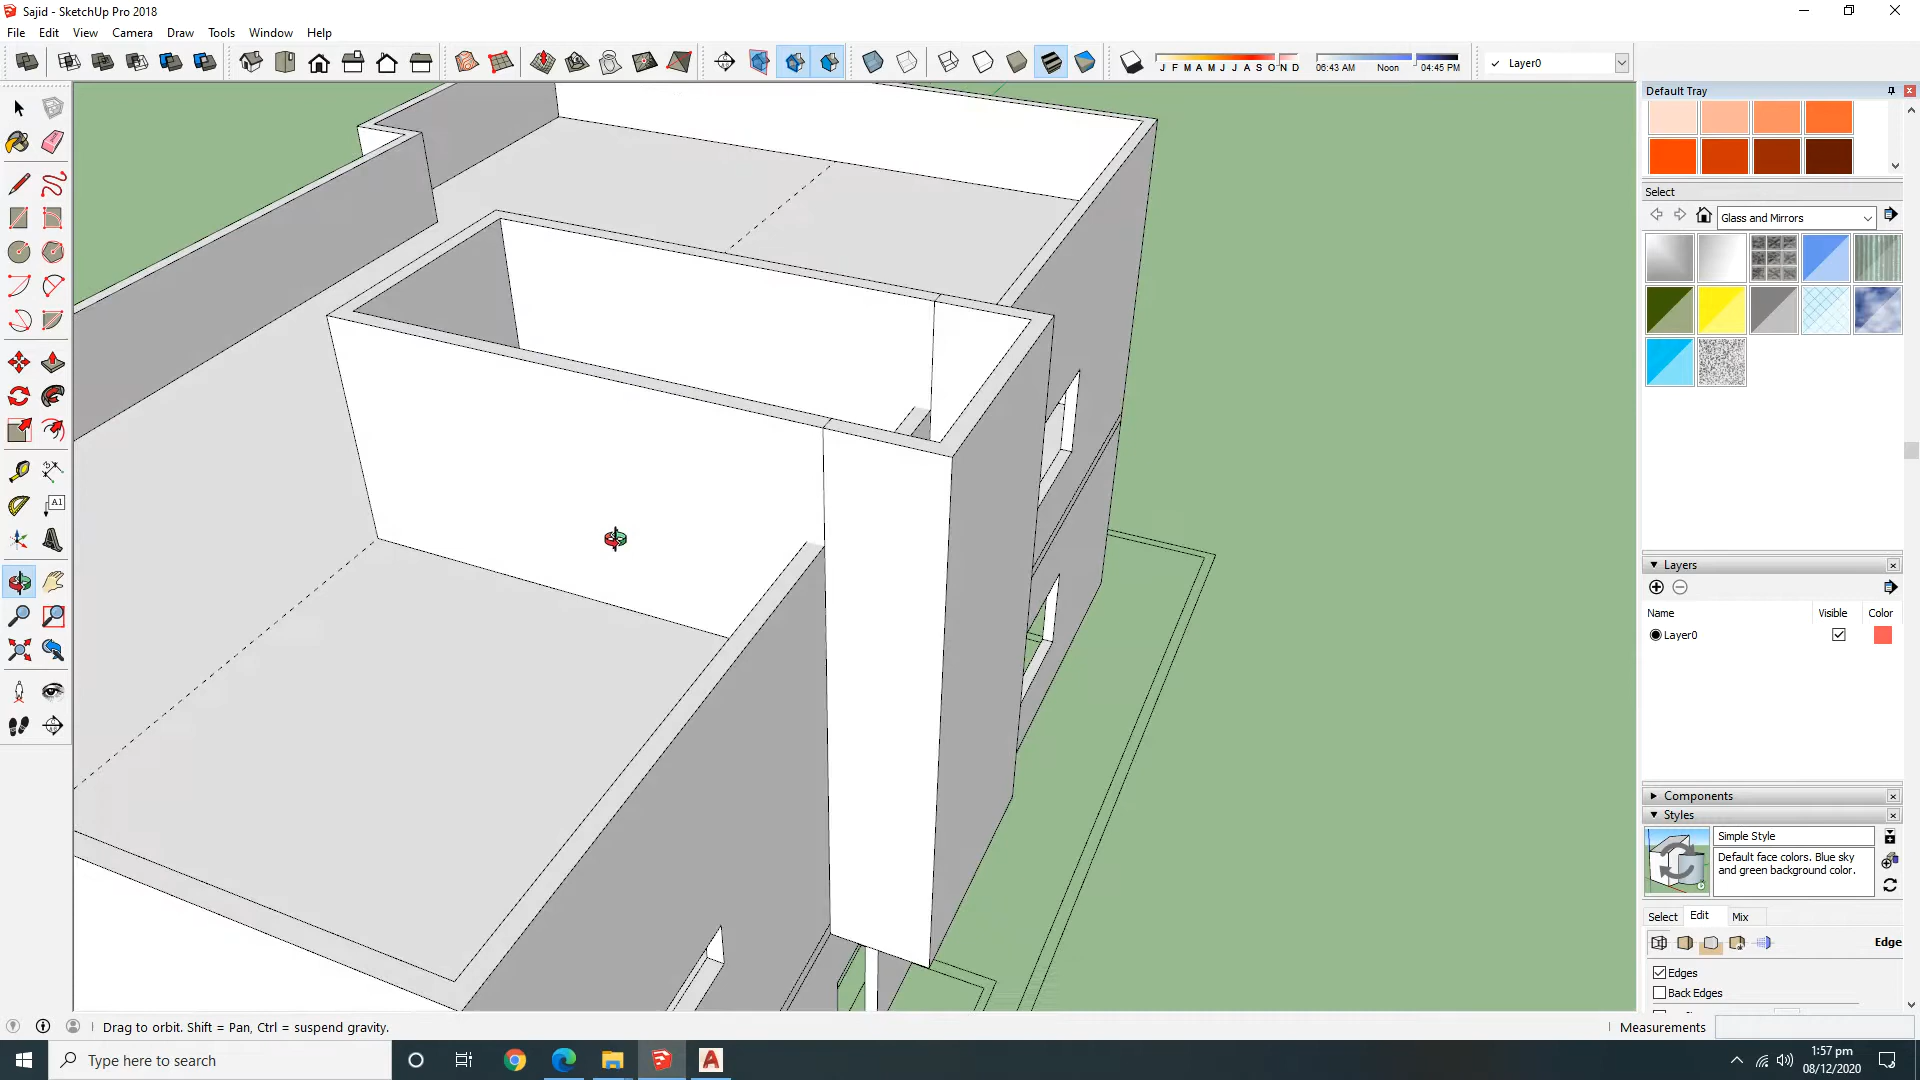 Sajid - SketchUp Pro 2018
File Edit View Camera Draw Tools Window Help
J F M A M J J A S O N D
06:43 AM Noon 04:45 PM
Layer0
Default Tray
Select
Glass and Mirrors
A1
Layers
Name Visible Color
Layer0
Components
Styles
Simple Style
Default face colors. Blue sky
and green background color.
Select Edit Mix
Edge
Edges
Back Edges
Drag to orbit. Shift = Pan, Ctrl = suspend gravity.
Measurements
Type here to search
1:57 pm
08/12/2020